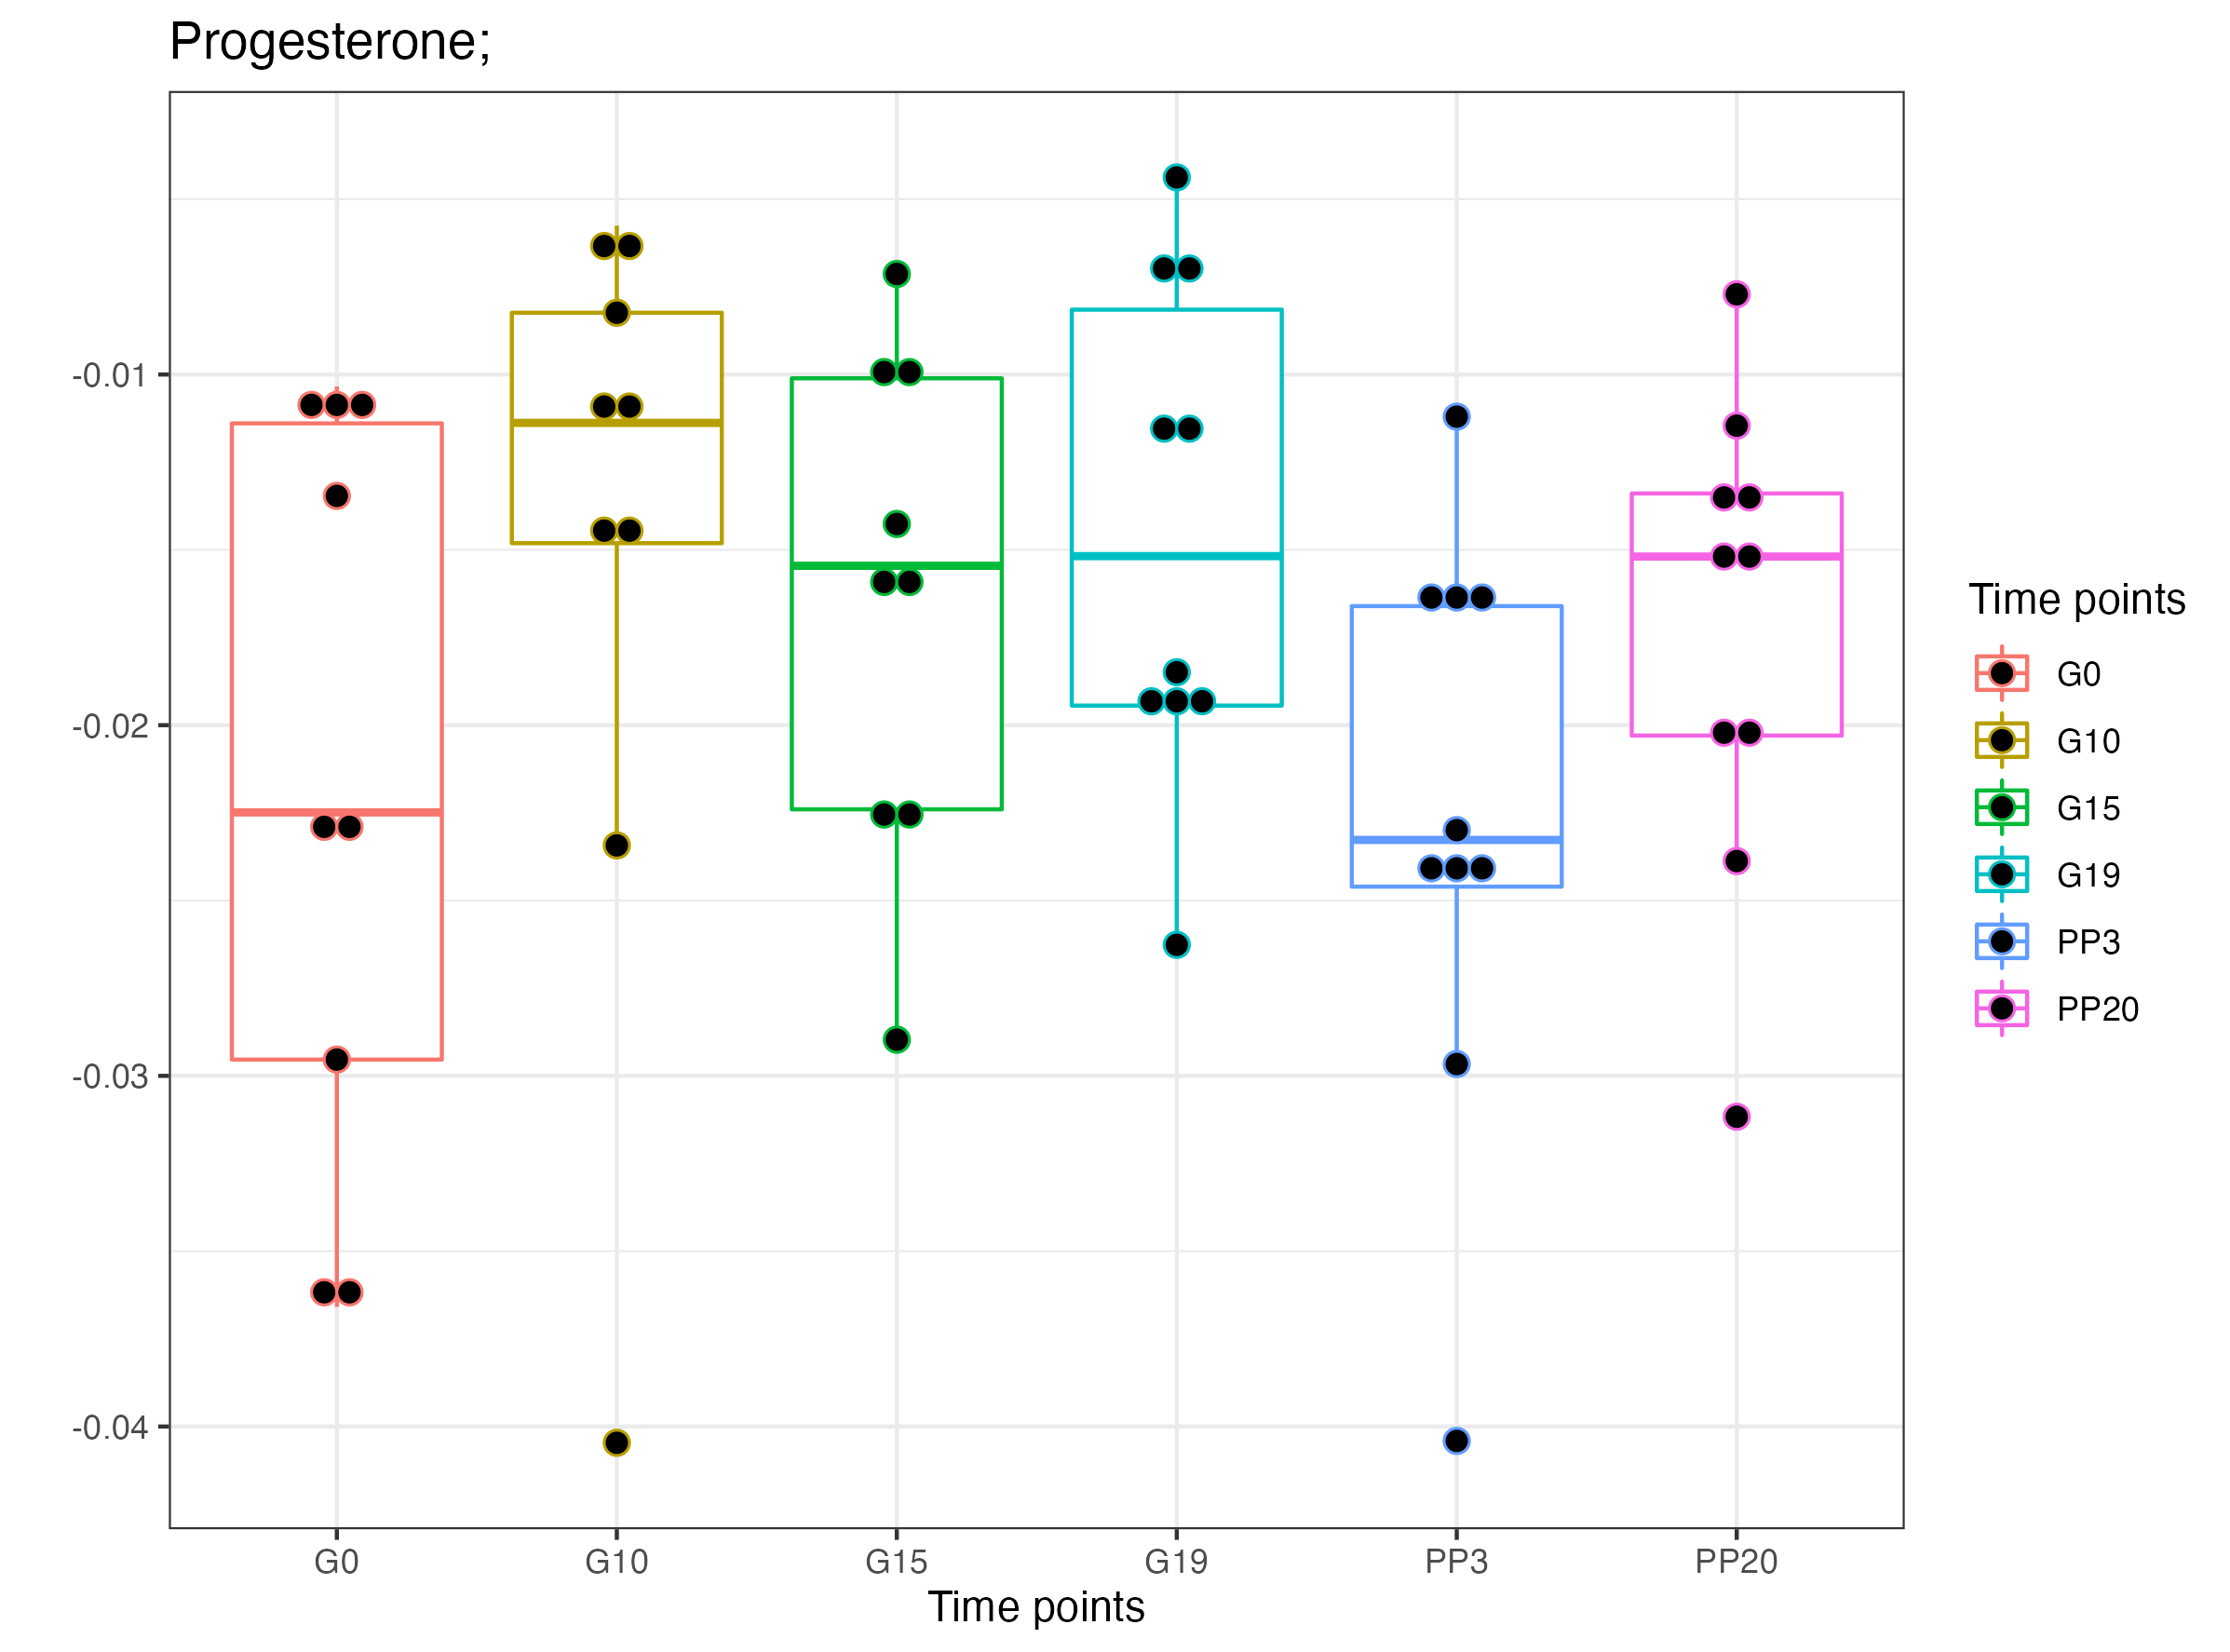 Progesterone;
-0.01
-0.02
-0.03
-0.04
G0 G10 G15 G19 PP3 PP20
Time points
Time points
G0
G10
G15
G19
PP3
PP20